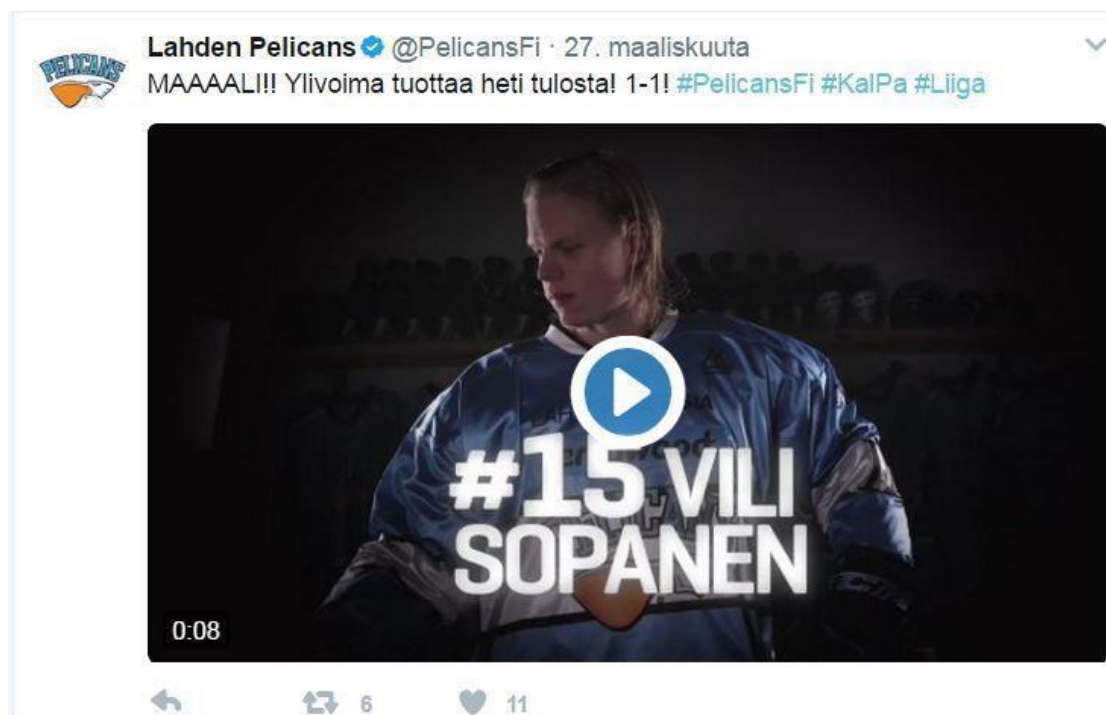 PELICANS
Lahden Pelicans @PelicansFi · 27. maaliskuuta
MAAAALI!!! Ylivoima tuottaa heti tulosta! 1-1! #PelicansFi #KalPa #Liiga
#15 VILI
SOPANEN
0:08
6 11